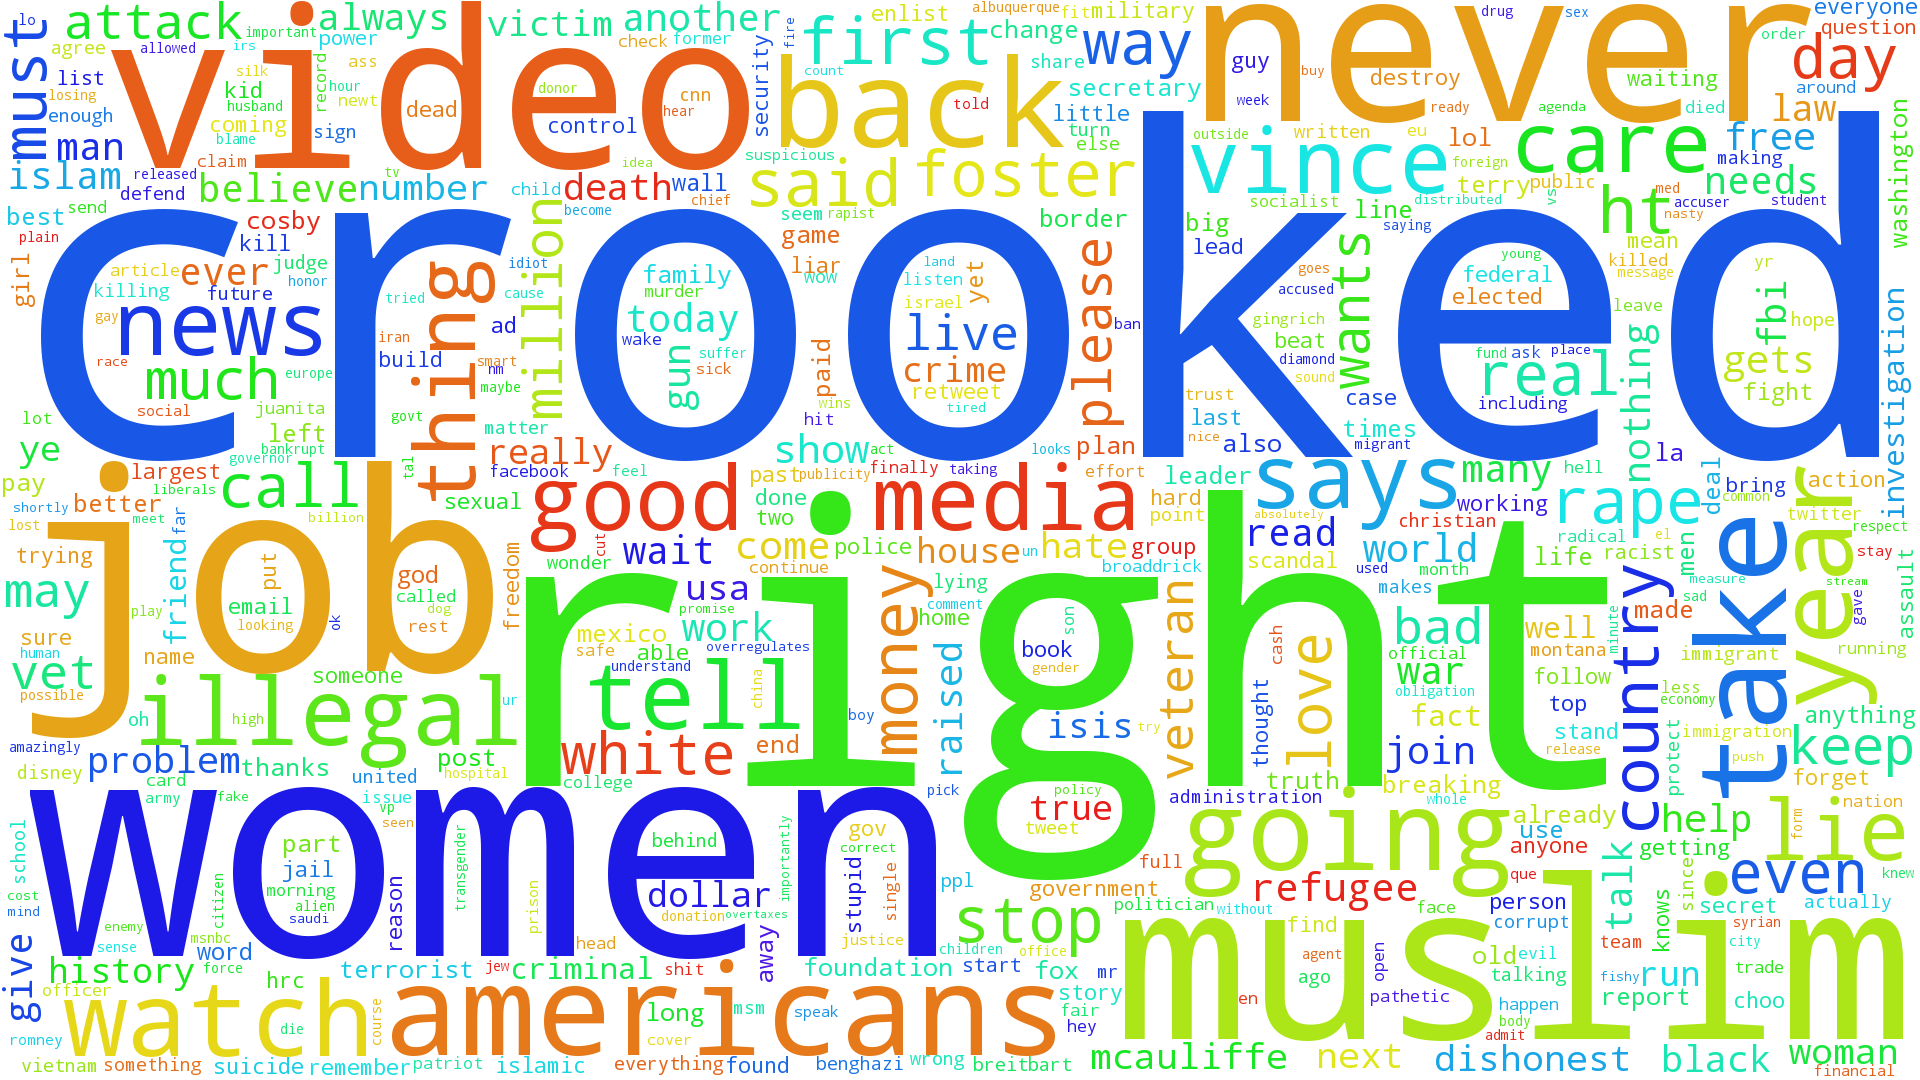 lo
attack
important
always
victim
another
enlist
albuquerque
fit
military
drug
sex
everyone
must
agree
allowed
irs
power
check
former
fire
first
change
way
guy
never
order
question
day
video
list
silk
ass
record
hour
newt
dead
donor
cnn
hear
security
count
back
told
share
secretary
little
week
buy
destroy
ready
agenda
waiting
died
around
law
losing
enough
kid
husband
coming
blame
sign
control
idea
suspicious
turn
else
outside
written
eu
lol
care
free
washington
man
claim
islam
released
defend
tv
believe
number
child
death
wall
chief
said
foster
vince
foreign
terry
public
making
needs
med
accuser
student
nasty
best
send
plain
cosby
kill
become
seem
rapist
game
border
big
socialist
line
distributed
vs
saying
ht
mean
girl
article
ever
judge
killing
future
honor
crooked
million
idiot
thing
tried
cause
family
murder
today
liar
wow
land
listen
israel
yet
please
lead
goes
accused
wants
young
federal
elected
killed
message
leave
yr
fbi
hope
investigation
gay
news
race
europe
iran
build
ad
smart
nm
maybe
wake
gun
suffer
sick
paid
live
crime
retweet
tired
ban
gingrich
beat
diamond
sound
fund
ask
place
real
including
nothing
gets
fight
much
social
juanita
lot
left
govt
matter
wins
hit
trust
last
nice
case
times
migrant
ye
bankrupt
governor
tal
really
facebook
feel
show
act
past
publicity
finally
taking
looks
plan
effort
also
leader
says
many
hell
la
deal
bring
action
pay
largest
better
liberals
call
sexual
good
done
two
media
hard
point
working
rape
common
twitter
year
shortly
meet
lost
far
billion
job
trying
friend
put
god
called
freedom
wonder
cut
wait
come
continue
police
house
un
hate
group
broaddrick
absolutely
read
scandal
christian
world
used
month
radical
el
life
racist
men
respect
stay
assault
may
play
email
looking
dog
rest
ok
right
usa
promise
mexico
safe
able
work
overregulates
understand
money
lying
comment
home
son
book
gender
veteran
cash
love
makes
bad
official
war
obligation
made
well
montana
minute
country
measure
sad
take
immigrant
stream
gave
running
sure
human
name
vet
possible
someone
follow
less
economy
oh
high
illegal
ur
tell
china
boy
raised
isis
try
thought
fact
top
stand
release
protect
immigration
anything
amazingly
problem
thanks
post
white
end
join
truth
push
keep
disney
card
army
fake
united
issue
vp
seen
hospital
college
pick
policy
true
tweet
administration
breaking
whole
already
forget
nation
form
school
women
part
jail
morning
alien
saudi
transgender
behind
importantly
gov
correct
full
going
use
anyone
help
getting
lie
cost
mind
citizen
reason
prison
dollar
donation
overtaxes
stupid
single
justice
ppl
government
refugee
que
talk
since
even
knew
enemy
sense
msnbc
word
head
away
stop
children
office
politician
without
face
person
corrupt
knows
secret
actually
give
history
force
terrorist
jew
criminal
shit
foundation
start
fox
mr
find
agent
ago
open
old
evil
talking
team
fishy
run
syrian
city
trade
muslim
officer
hrc
watch
die
course
americans
long
msm
cover
speak
story
fair
hey
en
pathetic
happen
body
admit
report
choo
romney
vietnam
something
suicide
remember
patriot
islamic
everything
found
benghazi
wrong
breitbart
mcauliffe
next
dishonest
black
woman
financial